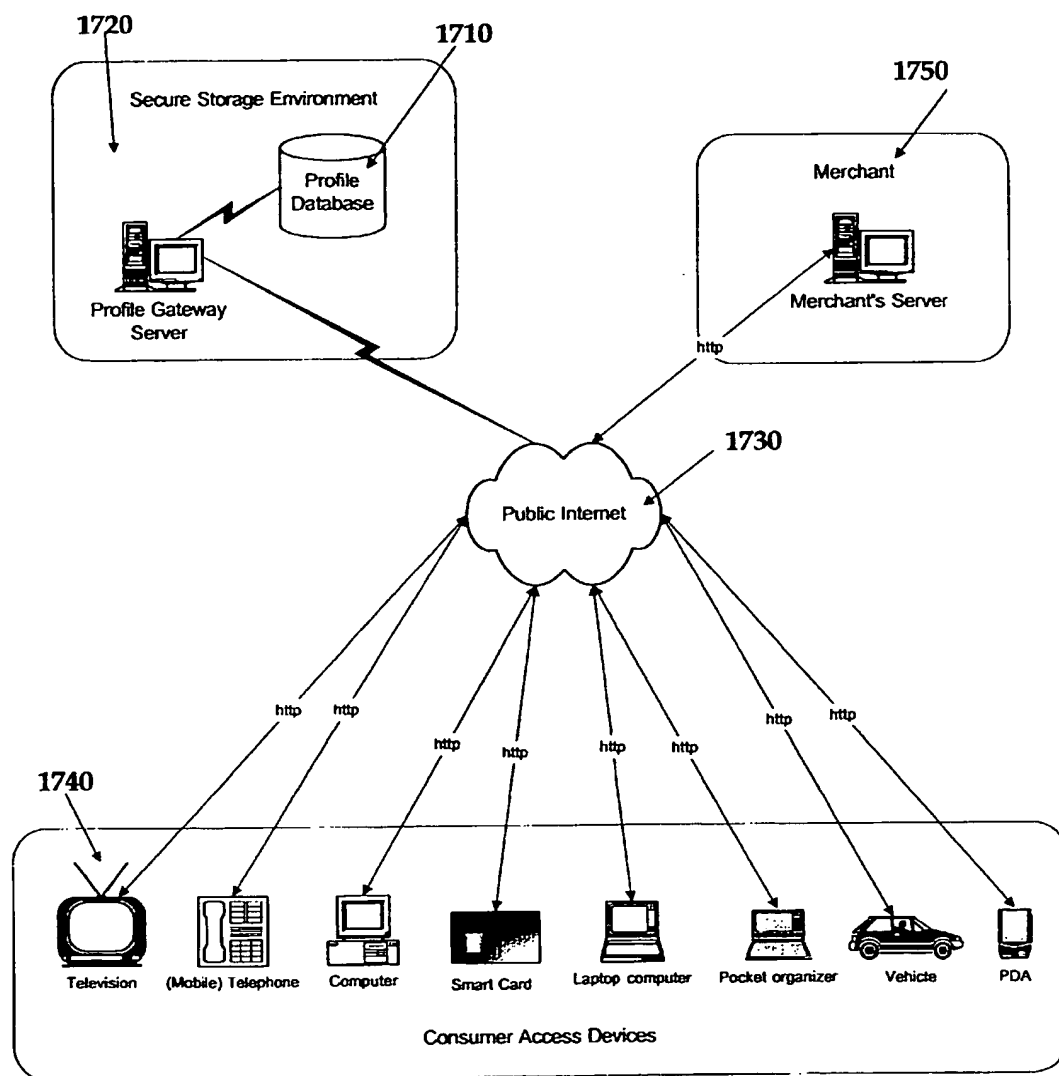 1720
1710
1750
Secure Storage Environment
Profile
Database
Profile Gateway
Server
Merchant
Merchant's Server
http
1730
Public Internet
http
http
http
http
http
http
http
http
1740
Television
(Mobile) Telephone
Computer
Smart Card
Laptop computer
Pocket organizer
Vehicle
PDA
Consumer Access Devices